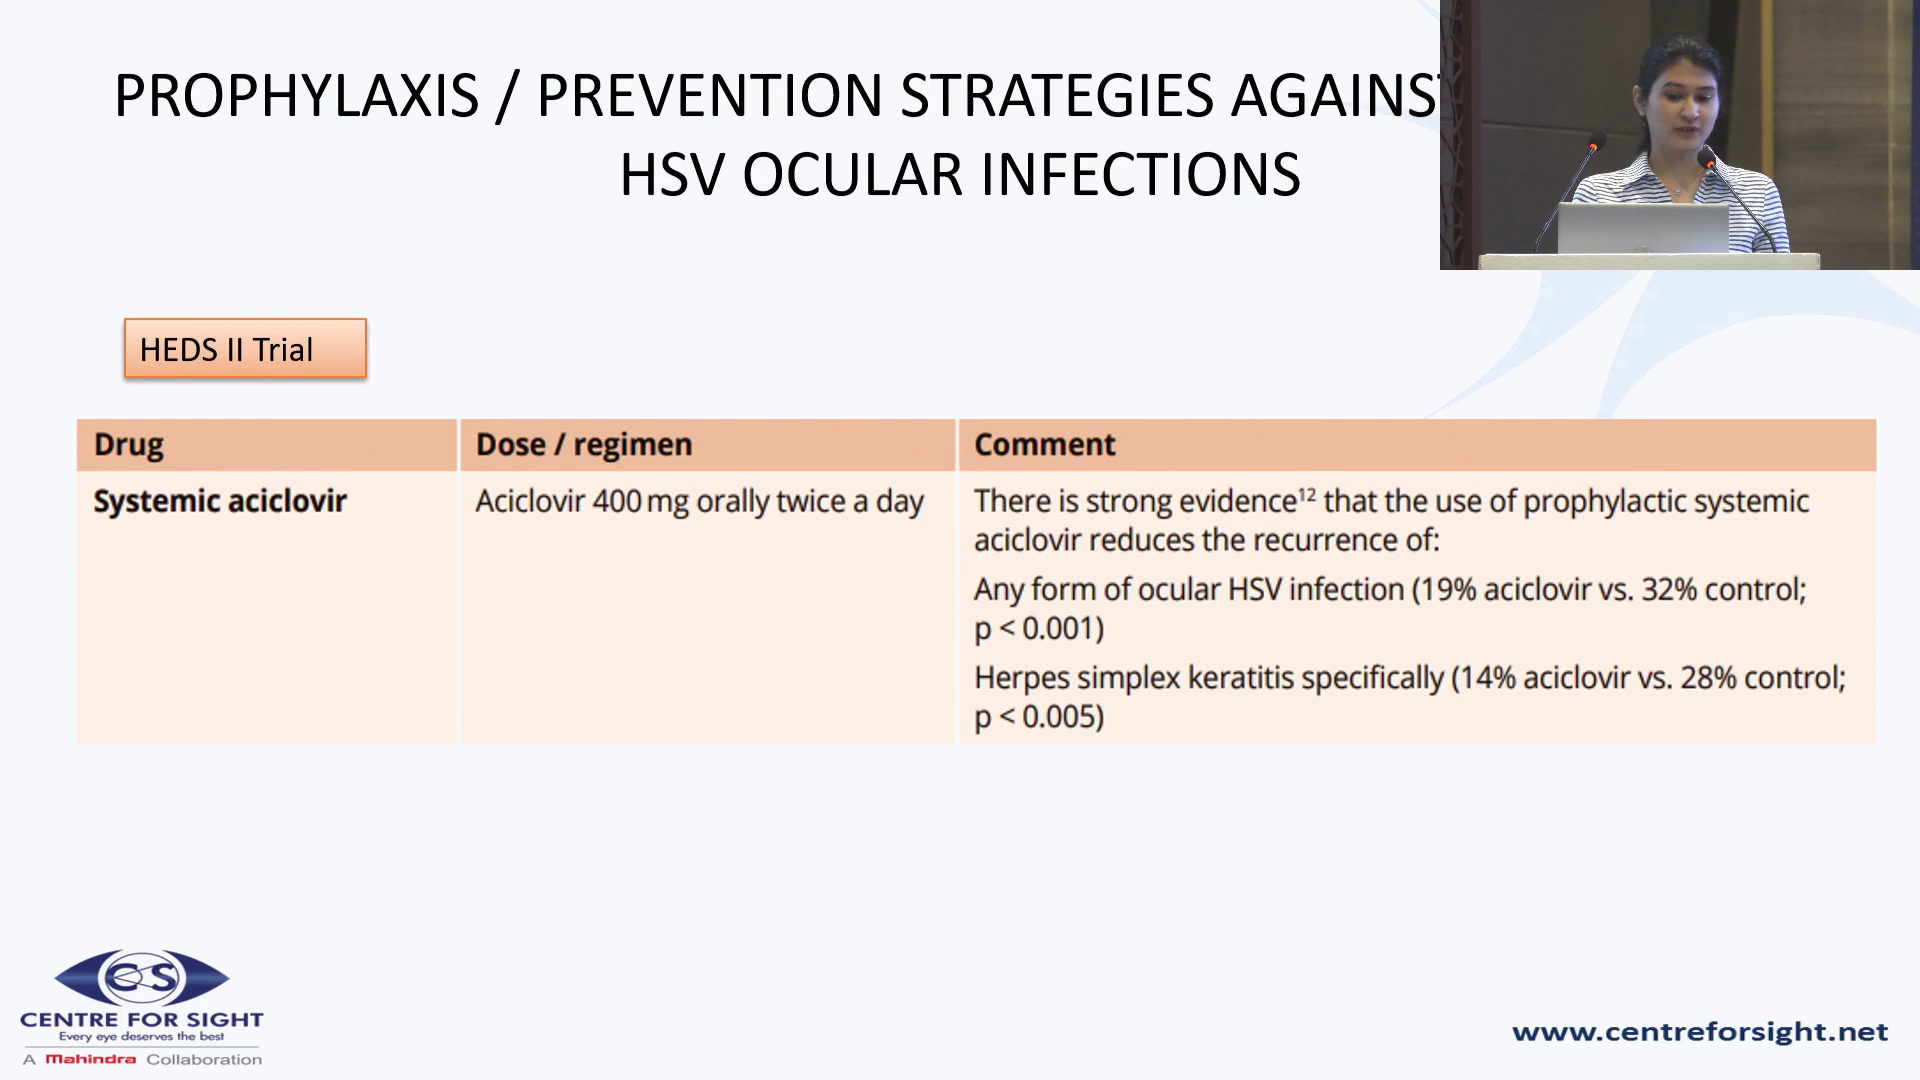 PROPHYLAXIS / PREVENTION STRATEGIES AGAINST
HSV OCULAR INFECTIONS
HEDS II Trial
Drug
Dose / regimen
Comment
Systemic aciclovir
Aciclovir 400 mg orally twice a day
There is strong evidence¹² that the use of prophylactic systemic
aciclovir reduces the recurrence of:
Any form of ocular HSV infection (19% aciclovir vs. 32% control;
p < 0.001)
Herpes simplex keratitis specifically (14% aciclovir vs. 28% control;
p < 0.005)
CS
CENTRE FOR SIGHT
Every eye deserves the best
A Mahindra Collaboration
www.centreforsight.net